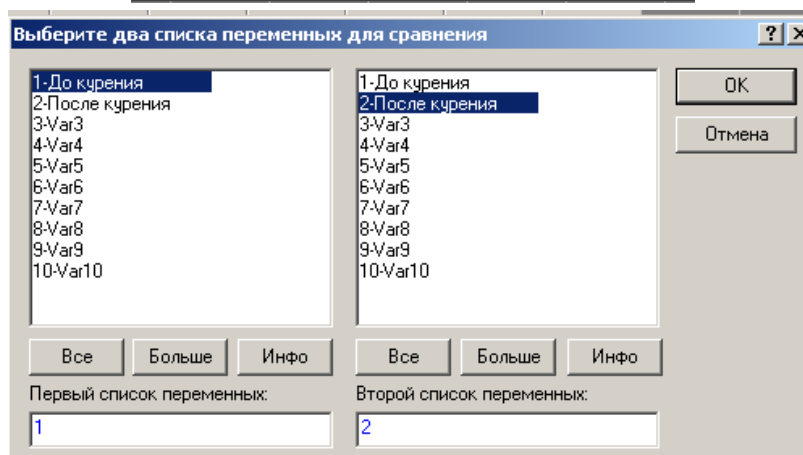 Выберите два списка переменных для сравнения
1-До курения
2-После курения
3-Var3
4-Var4
5-Var5
6-Var6
7-Var7
8-Var8
9-Var9
10-Var10
1-До курения
2-После курения
3-Var3
4-Var4
5-Var5
6-Var6
7-Var7
8-Var8
9-Var9
10-Var10
OK
Отмена
Все Больше Инфо
Все Больше Инфо
Первый список переменных:
1
Второй список переменных:
2